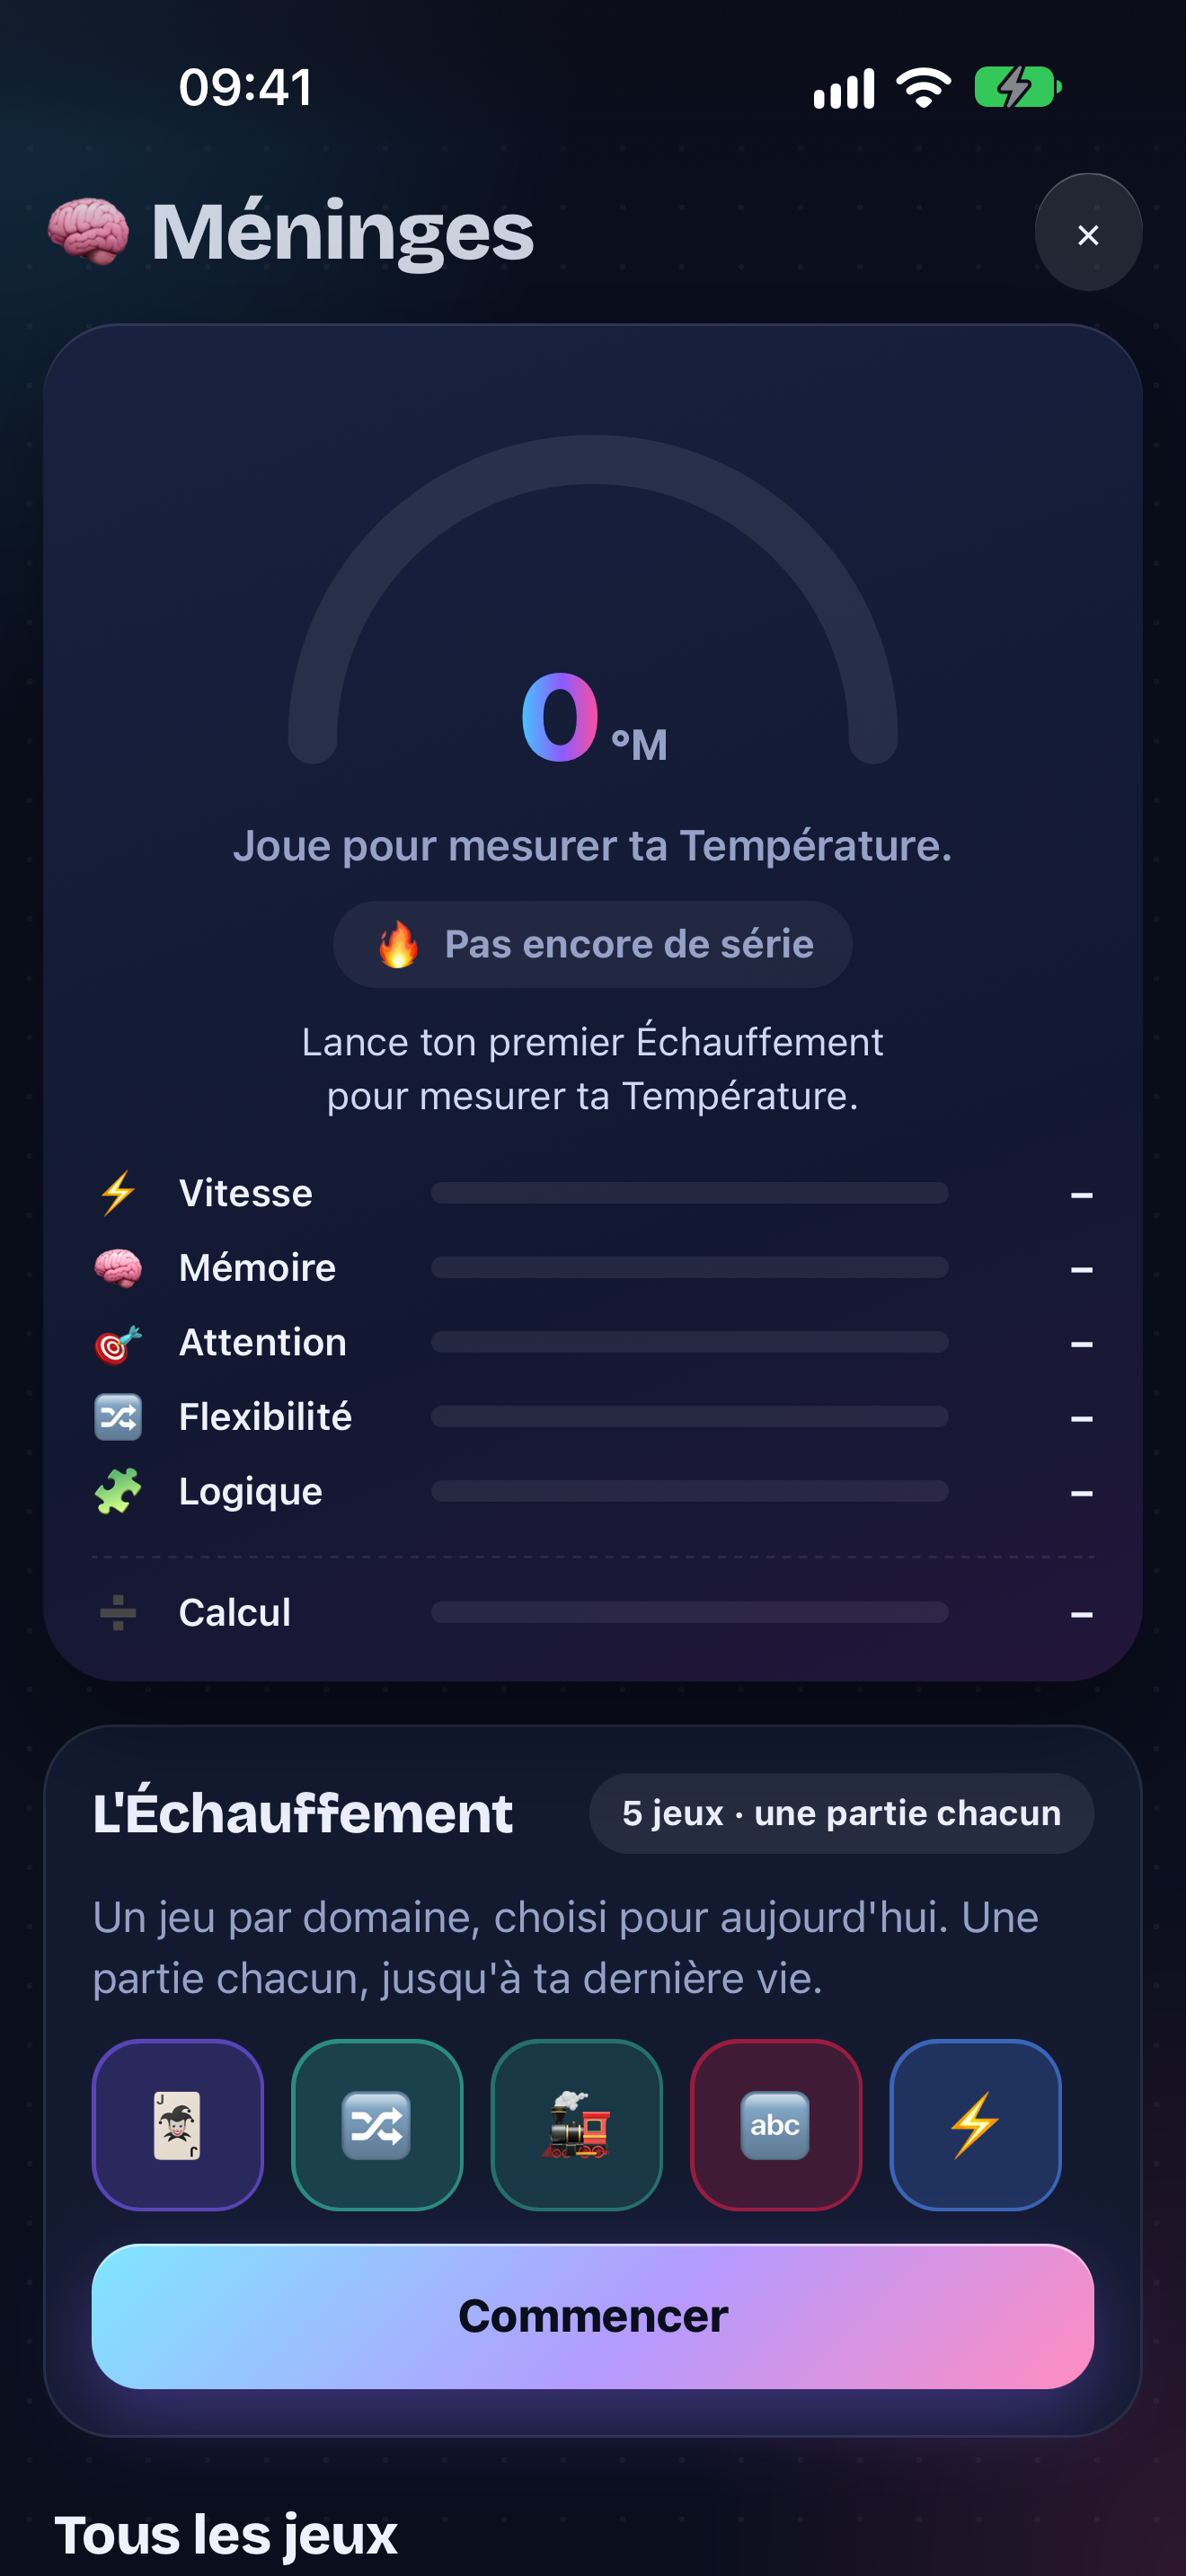 09:41
Méninges
×
0 °M
Joue pour mesurer ta Température.
Pas encore de série
Lance ton premier Échauffement
pour mesurer ta Température.
Vitesse –
Mémoire –
Attention –
Flexibilité –
Logique –
Calcul –
L'Échauffement
5 jeux · une partie chacun
Un jeu par domaine, choisi pour aujourd'hui. Une
partie chacun, jusqu'à ta dernière vie.
abc
Commencer
Tous les jeux